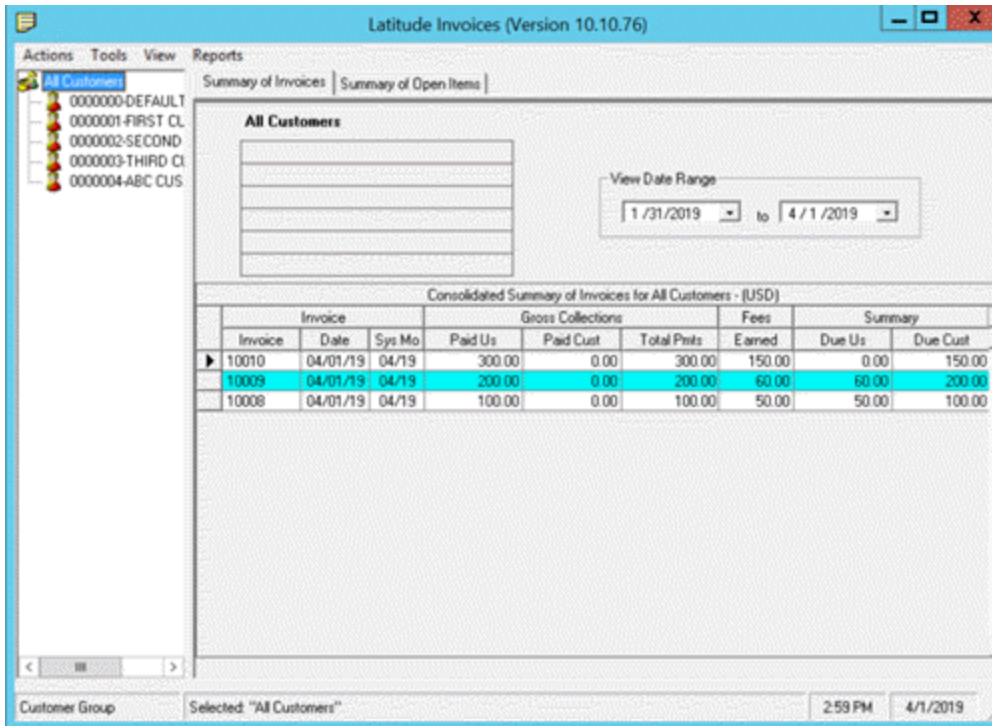 Latitude Invoices (Version 10.10.76)
Actions Tools View Reports
All Customers
0000000-DEFAULT
0000001-FIRST CL
0000002-SECOND
0000003-THIRD CL
0000004-ABC CUS
Summary of Invoices Summary of Open Items
All Customers
View Date Range
1 /31/2019 to 4 / 1 /2019
Consolidated Summary of Invoices for All Customers - (USD)
Invoice Gross Collections Fees Summary
Invoice Date Sys Mo Paid Us Paid Cust Total Pmts Earned Due Us Due Cust
10010 04/01/19 04/19 300.00 0.00 300.00 150.00 0.00 150.00
10009 04/01/19 04/19 200.00 0.00 200.00 60.00 60.00 200.00
10008 04/01/19 04/19 100.00 0.00 100.00 50.00 50.00 100.00
Customer Group Selected: "All Customers" 2:59 PM 4/1/2019